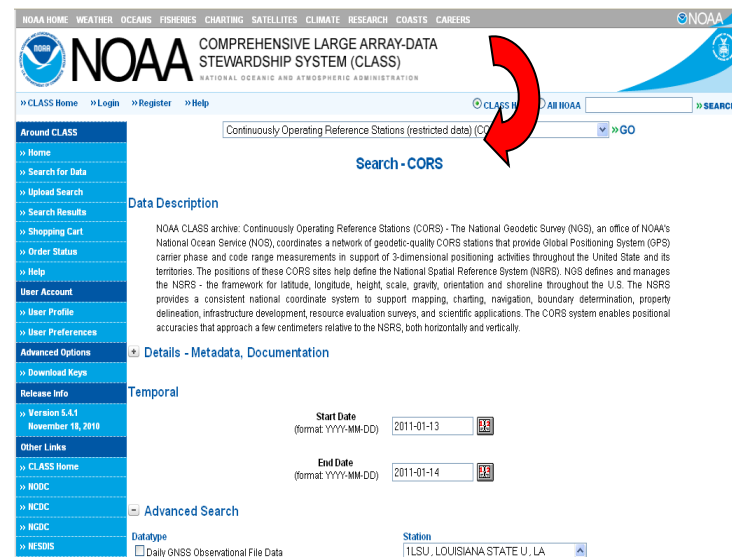 NOAA HOME WEATHER OCEANS FISHERIES CHARTING SATELLITES CLIMATE RESEARCH COASTS CAREERS
NOAA
NOAA
NOAA
COMPREHENSIVE LARGE ARRAY-DATA
STEWARDSHIP SYSTEM (CLASS)
NATIONAL OCEANIC AND ATMOSPHERIC ADMINISTRATION
» CLASS Home » Login » Register » Help
CLASS All NOAA » SEARCH
Around CLASS
» Home
» Search for Data
» Upload Search
» Search Results
» Shopping Cart
» Order Status
» Help
User Account
» User Profile
» User Preferences
Advanced Options
» Download Keys
Release Info
» Version 5.4.1
November 18, 2010
Other Links
» CLASS Home
» NODC
» NCDC
» NGDC
» NESDIS
Continuously Operating Reference Stations (restricted data) (CO » GO
Search - CORS
Data Description
NOAA CLASS archive: Continuously Operating Reference Stations (CORS) - The National Geodetic Survey (NGS), an office of NOAA's
National Ocean Service (NOS), coordinates a network of geodetic-quality CORS stations that provide Global Positioning System (GPS)
carrier phase and code range measurements in support of 3-dimensional positioning activities throughout the United State and its
territories. The positions of these CORS sites help define the National Spatial Reference System (NSRS). NGS defines and manages
the NSRS - the framework for latitude, longitude, height, scale, gravity, orientation and shoreline throughout the U.S. The NSRS
provides a consistent national coordinate system to support mapping, charting, navigation, boundary determination, property
delineation, infrastructure development, resource evaluation surveys, and scientific applications. The CORS system enables positional
accuracies that approach a few centimeters relative to the NSRS, both horizontally and vertically.
+ Details - Metadata, Documentation
Temporal
Start Date
(format: YYYY-MM-DD) 2011-01-13
End Date
(format: YYYY-MM-DD) 2011-01-14
- Advanced Search
Datatype
Daily GNSS Observational File Data
Station
1LSU , LOUISIANA STATE U , LA